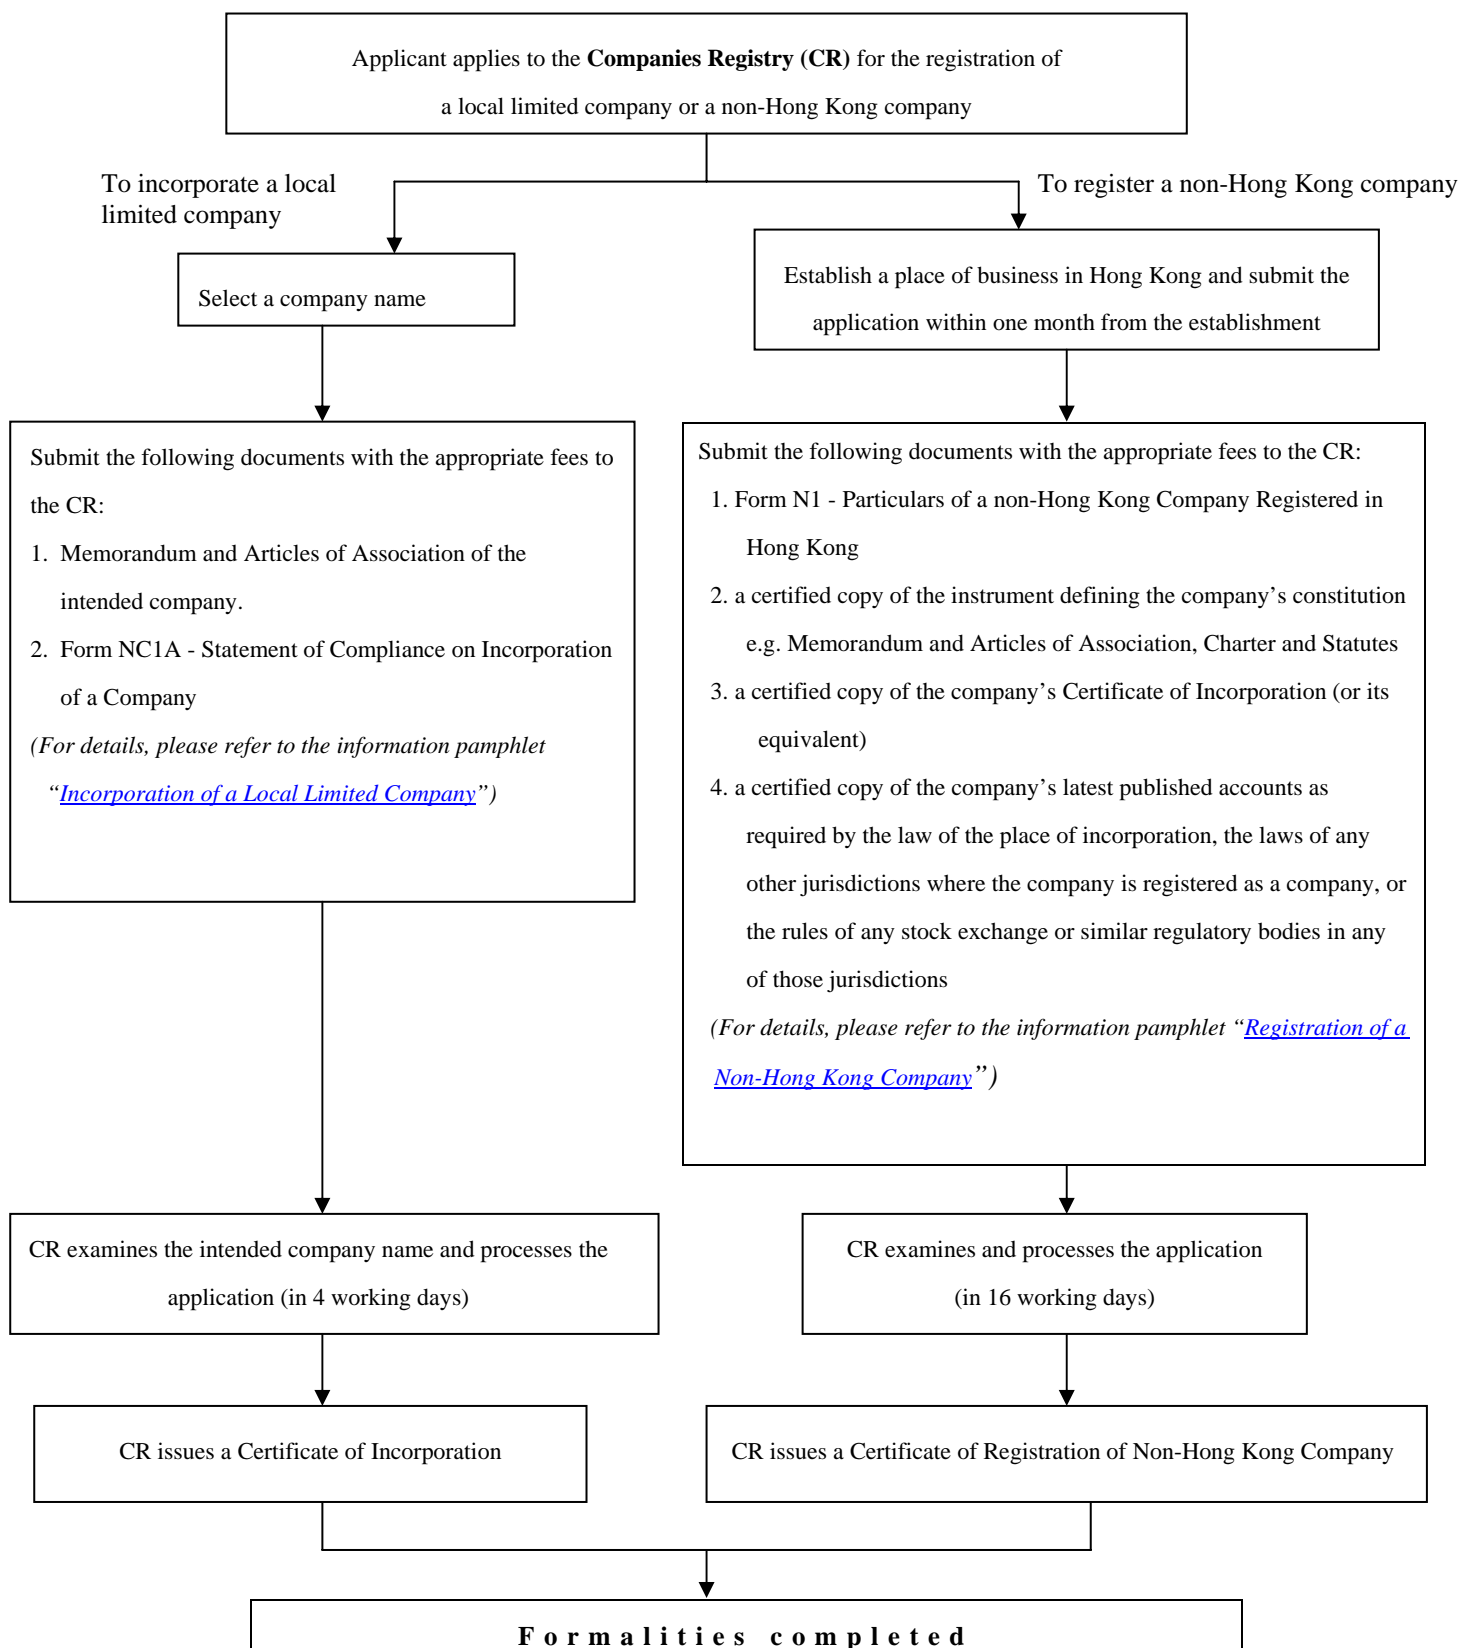 Applicant applies to the Companies Registry (CR) for the registration of
a local limited company or a non-Hong Kong company
To incorporate a local
limited company
To register a non-Hong Kong company
Select a company name
Establish a place of business in Hong Kong and submit the
application within one month from the establishment
Submit the following documents with the appropriate fees to
the CR:
1. Memorandum and Articles of Association of the
intended company.
2. Form NC1A - Statement of Compliance on Incorporation
of a Company
(For details, please refer to the information pamphlet
“Incorporation of a Local Limited Company”)
Submit the following documents with the appropriate fees to the CR:
1. Form N1 - Particulars of a non-Hong Kong Company Registered in
Hong Kong
2. a certified copy of the instrument defining the company’s constitution
e.g. Memorandum and Articles of Association, Charter and Statutes
3. a certified copy of the company’s Certificate of Incorporation (or its
equivalent)
4. a certified copy of the company’s latest published accounts as
required by the law of the place of incorporation, the laws of any
other jurisdictions where the company is registered as a company, or
the rules of any stock exchange or similar regulatory bodies in any
of those jurisdictions
(For details, please refer to the information pamphlet “Registration of a
Non-Hong Kong Company”)
CR examines the intended company name and processes the
application (in 4 working days)
CR examines and processes the application
(in 16 working days)
CR issues a Certificate of Incorporation
CR issues a Certificate of Registration of Non-Hong Kong Company
Formalities completed